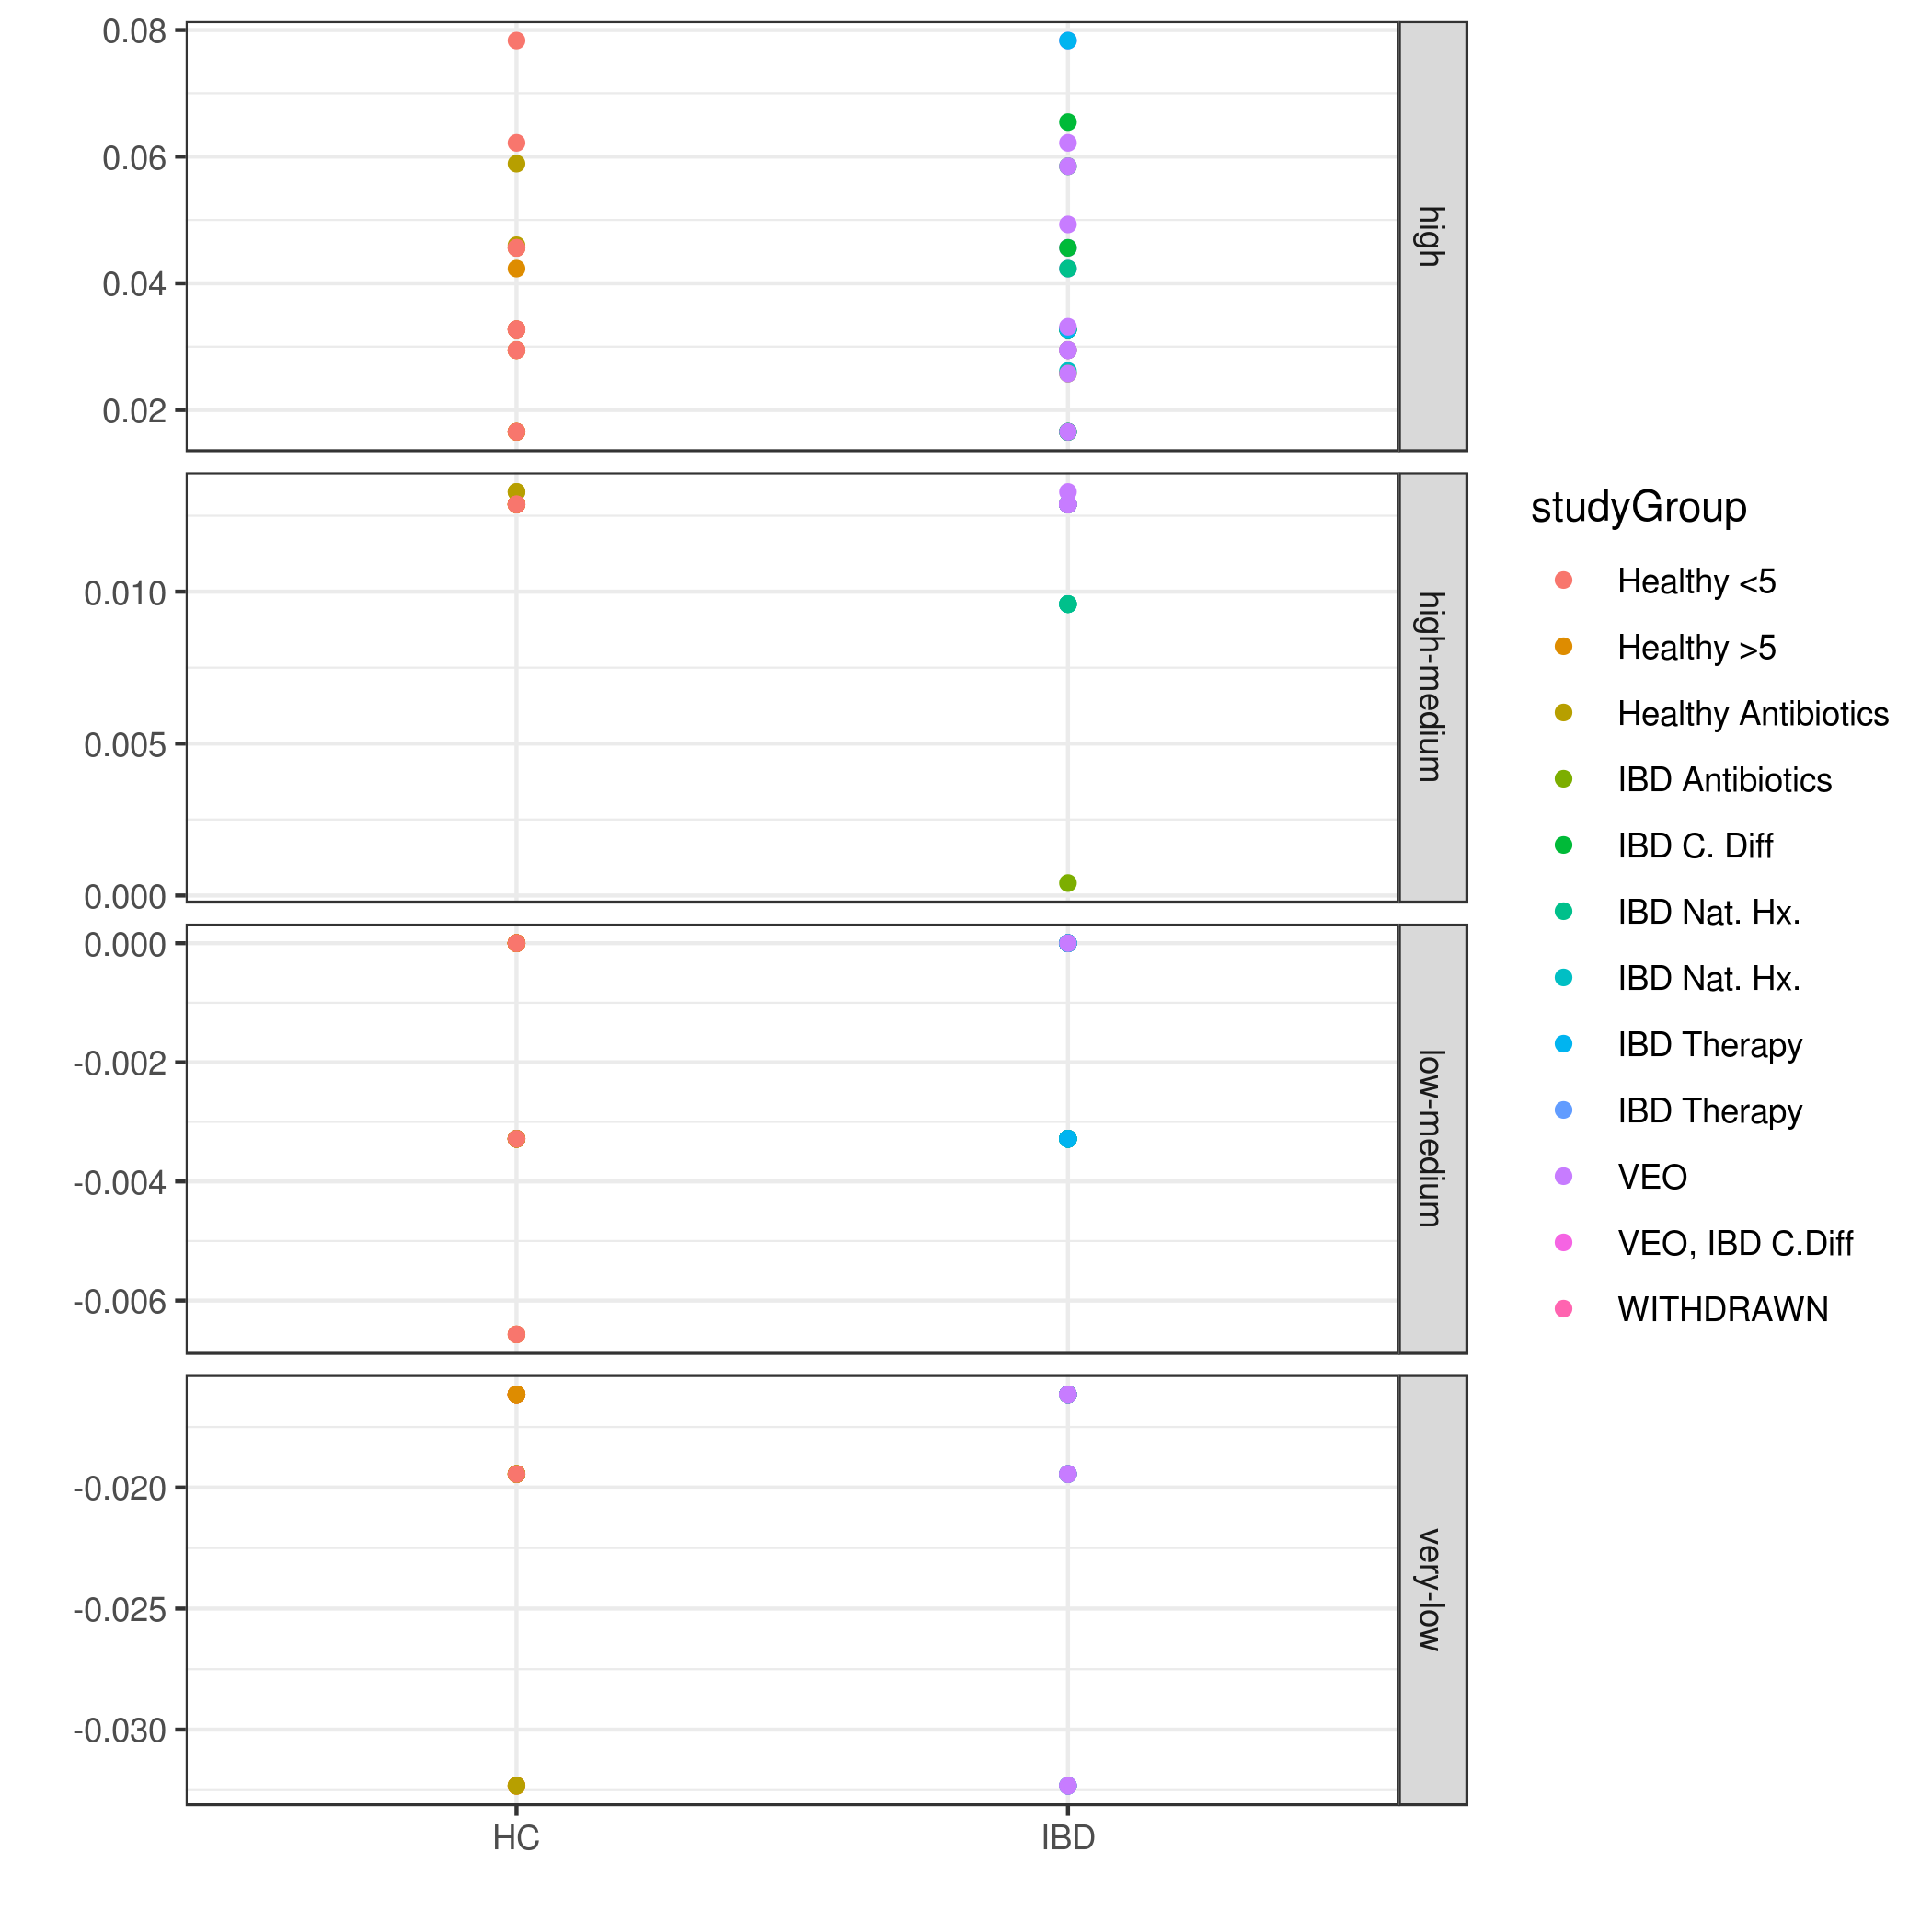 0.08
0.06
0.04
0.02
high
0.010
0.005
0.000
high-medium
0.000
-0.002
-0.004
-0.006
low-medium
-0.020
-0.025
-0.030
very-low
HC
IBD
studyGroup
Healthy <5
Healthy >5
Healthy Antibiotics
IBD Antibiotics
IBD C. Diff
IBD Nat. Hx.
IBD Nat. Hx.
IBD Therapy
IBD Therapy
VEO
VEO, IBD C.Diff
WITHDRAWN